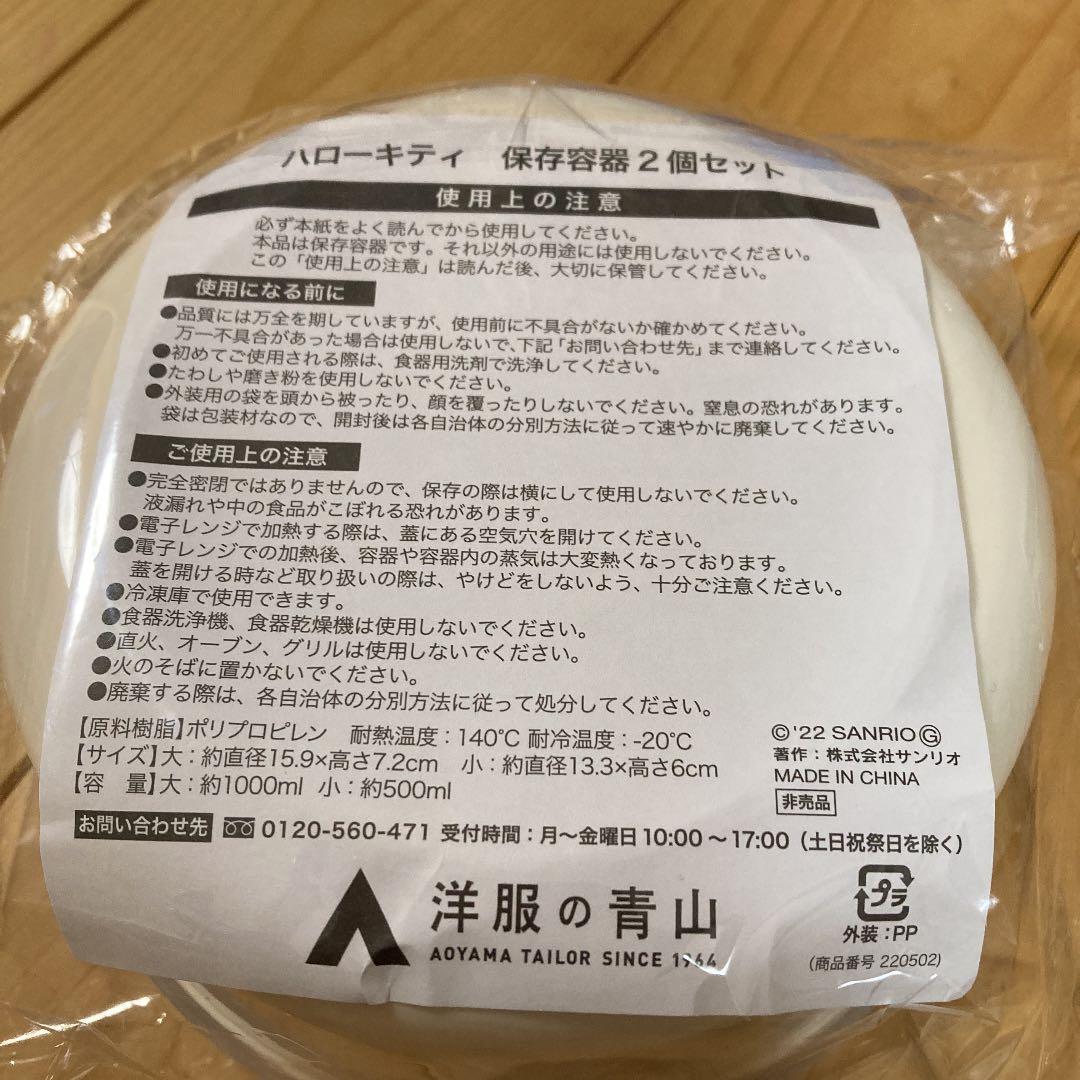 ハローキティ 保存容器2個セット
使用上の注意
必ず本紙をよく読んでから使用してください。
本品は保存容器です。それ以外の用途には使用しないでください。
この「使用上の注意」は読んだ後、大切に保管してください。
使用になる前に
●品質には万全を期していますが、使用前に不具合がないか確かめてください。
万一不具合があった場合は使用しないで、下記「お問い合わせ先」まで連絡してください。
●初めてご使用される際は、食器用洗剤で洗浄してください。
●たわしや磨き粉を使用しないでください。
●外装用の袋を頭から被ったり、顔を覆ったりしないでください。窒息の恐れがあります。
袋は包装材なので、開封後は各自治体の分別方法に従って速やかに廃棄してください。
ご使用上の注意
●完全密閉ではありませんので、保存の際は横にして使用しないでください。
液漏れや中の食品がこぼれる恐れがあります。
●電子レンジで加熱する際は、蓋にある空気穴を開けてください。
●電子レンジでの加熱後、容器や容器内の蒸気は大変熱くなっております。
蓋を開ける時など取り扱いの際は、やけどをしないよう、十分ご注意ください。
●冷凍庫で使用できます。
●食器洗浄機、食器乾燥機は使用しないでください。
●直火、オーブン、グリルは使用しないでください。
●火のそばに置かないでください。
●廃棄する際は、各自治体の分別方法に従って処分してください。
【原料樹脂】ポリプロピレン 耐熱温度：140℃ 耐冷温度：-20℃
【サイズ】大：約直径15.9×高さ7.2cm 小：約直径13.3×高さ6cm
【容 量】大：約1000ml 小：約500ml
©'22 SANRIO Ⓖ
著作：株式会社サンリオ
MADE IN CHINA
非売品
お問い合わせ先 0120-560-471 受付時間：月〜金曜日10:00〜17:00（土日祝祭日を除く）
洋服の青山
AOYAMA TAILOR SINCE 1964
プラ
外装：PP
（商品番号 220502）